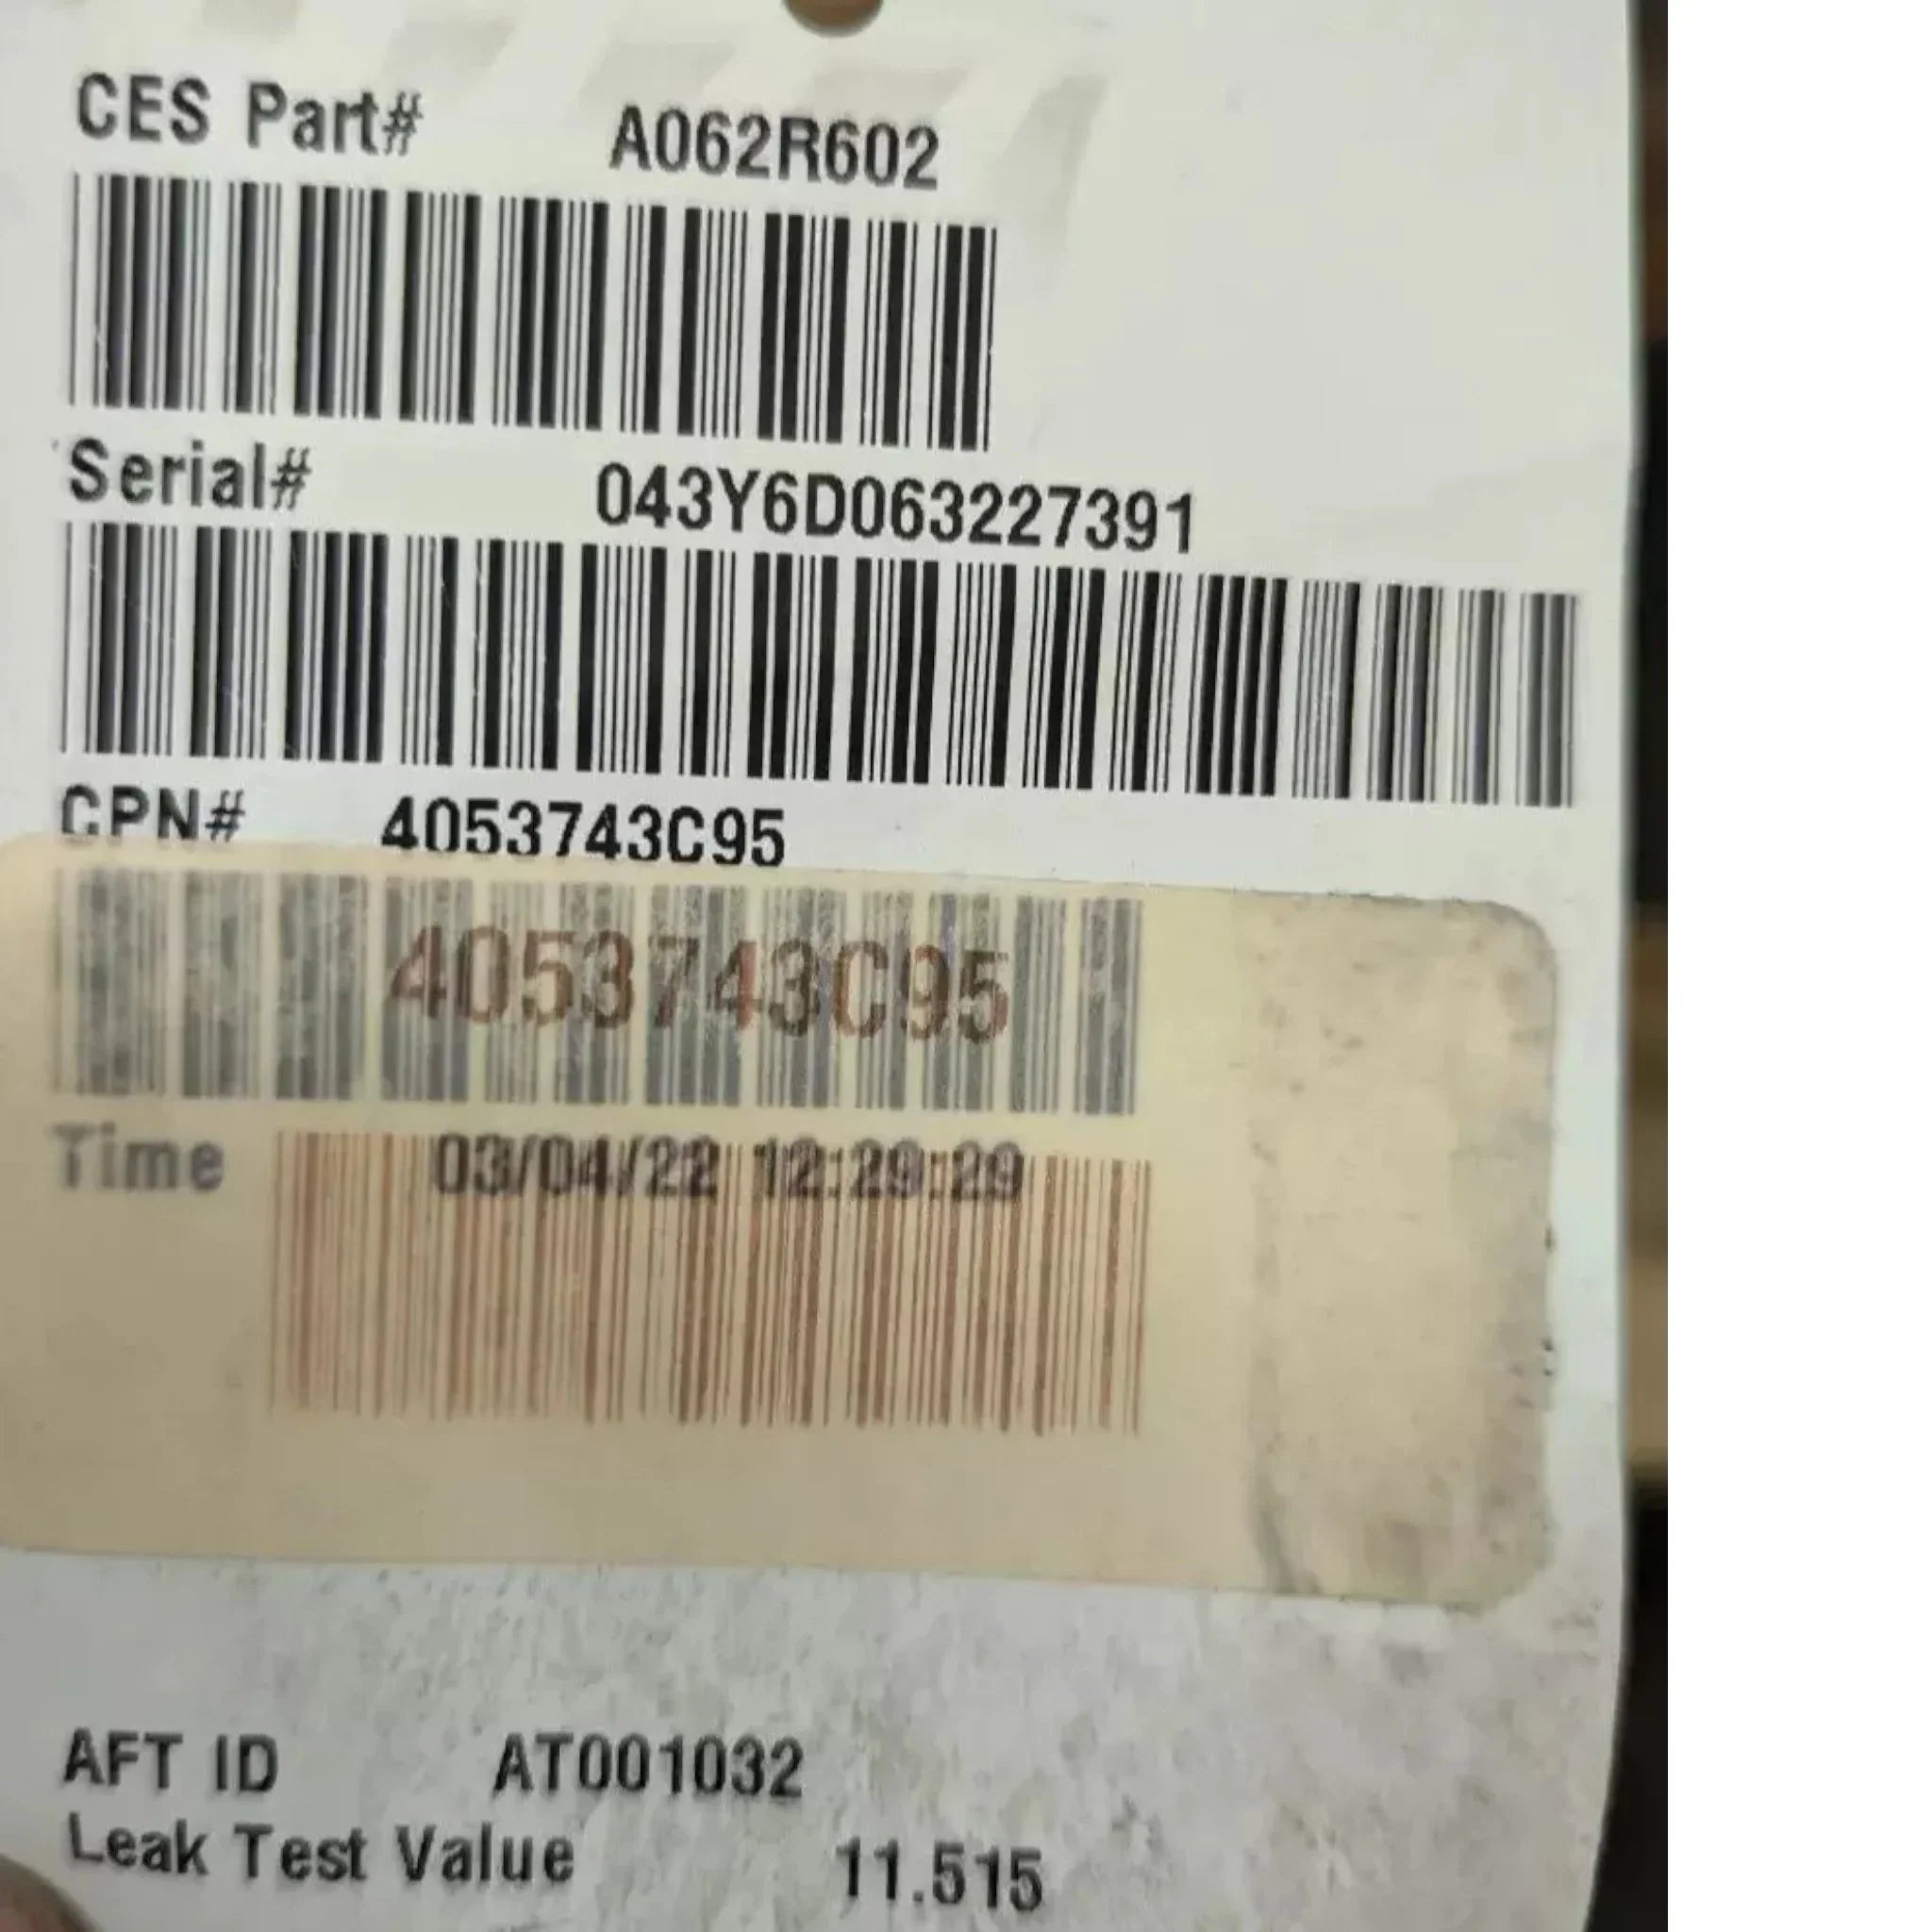 CES Part# A062R602
Serial# 043Y6D063227391
CPN# 4053743C95
4053743C95
Time 03/04/22 12:29:29
AFT ID AT001032
Leak Test Value 11.515